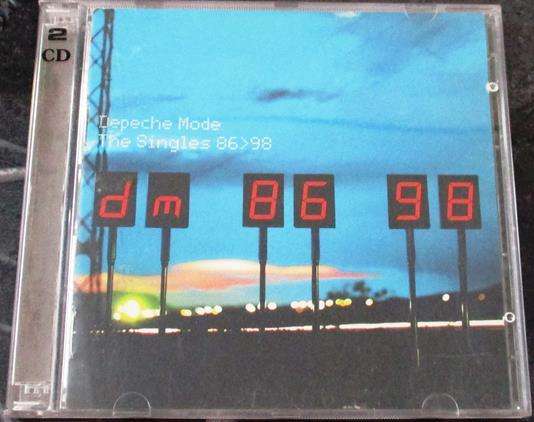 2
CD
Depeche Mode
The Singles 86>98
dm 86 98